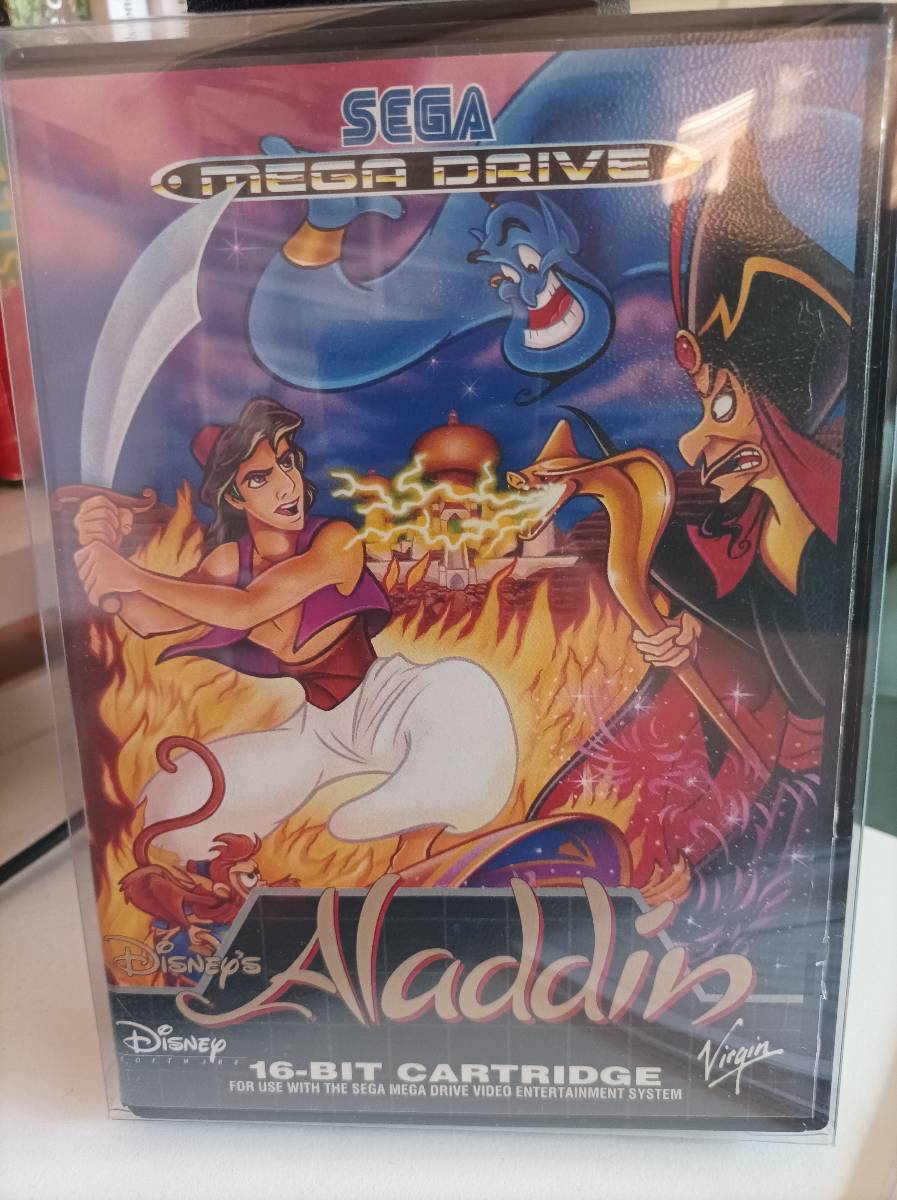 SEGA
MEGA DRIVE
DISNEY'S
Aladdin
DISNEY
SOFTWARE
Virgin
16-BIT CARTRIDGE
FOR USE WITH THE SEGA MEGA DRIVE VIDEO ENTERTAINMENT SYSTEM